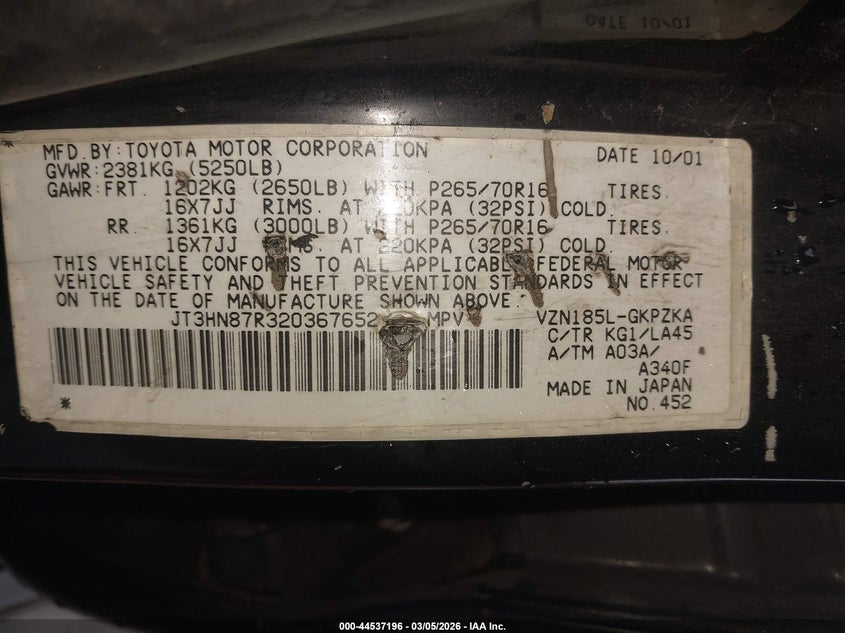 DATE 10/01
MFD. BY: TOYOTA MOTOR CORPORATION DATE 10/01
GVWR: 2381KG (5250LB)
GAWR: FRT. 1202KG (2650LB) WITH P265/70R16 TIRES.
16X7JJ RIMS. AT 220KPA (32PSI) COLD.
RR. 1361KG (3000LB) WITH P265/70R16 TIRES.
16X7JJ RIMS. AT 220KPA (32PSI) COLD.
THIS VEHICLE CONFORMS TO ALL APPLICABLE FEDERAL MOTOR
VEHICLE SAFETY AND THEFT PREVENTION STANDARDS IN EFFECT
ON THE DATE OF MANUFACTURE SHOWN ABOVE.
JT3HN87R320367652 MPV VZN185L-GKPZKA
C/TR KG1/LA45
A/TM A03A/
A340F
MADE IN JAPAN
NO. 452
000-44537196 - 03/05/2026 - IAA Inc.